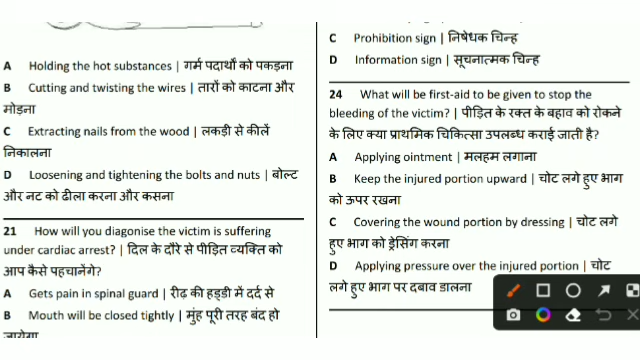 A Holding the hot substances | गर्म पदार्थों को पकड़ना
B Cutting and twisting the wires | तारों को काटना और
मोड़ना
C Extracting nails from the wood | लकड़ी से कीलें
निकालना
D Loosening and tightening the bolts and nuts | बोल्ट
और नट को ढीला करना और कसना
21 How will you diagonise the victim is suffering
under cardiac arrest? | दिल के दौरे से पीड़ित व्यक्ति को
आप कैसे पहचानेंगे?
A Gets pain in spinal guard | रीढ़ की हड्डी में दर्द से
B Mouth will be closed tightly | मुंह पूरी तरह बंद हो
जायेगा
C Prohibition sign | निषेधक चिन्ह
D Information sign | सूचनात्मक चिन्ह
24 What will be first-aid to be given to stop the
bleeding of the victim? | पीड़ित के रक्त के बहाव को रोकने
के लिए क्या प्राथमिक चिकित्सा उपलब्ध कराई जाती है?
A Applying ointment | मलहम लगाना
B Keep the injured portion upward | चोट लगे हुए भाग
को ऊपर रखना
C Covering the wound portion by dressing | चोट लगे
हुए भाग को ड्रेसिंग करना
D Applying pressure over the injured portion | चोट
लगे हुए भाग पर दबाव डालना